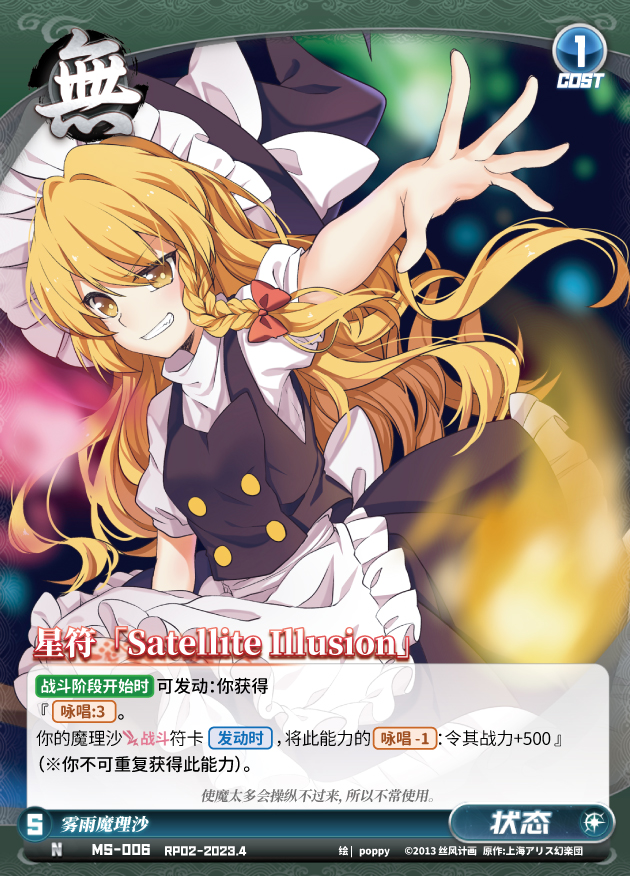 無
1
COST
星符「Satellite Illusion」
战斗阶段开始时 可发动：你获得
『 咏唱:3 。
你的魔理沙 战斗符卡 发动时，将此能力的 咏唱 -1：令其战力+500』
（※你不可重复获得此能力）。
使魔太多会操纵不过来, 所以不常使用。
S 雾雨魔理沙 状态
N MS-006 RP02-2023.4 绘| poppy ©2013 丝风计画 原作:上海アリス幻楽団